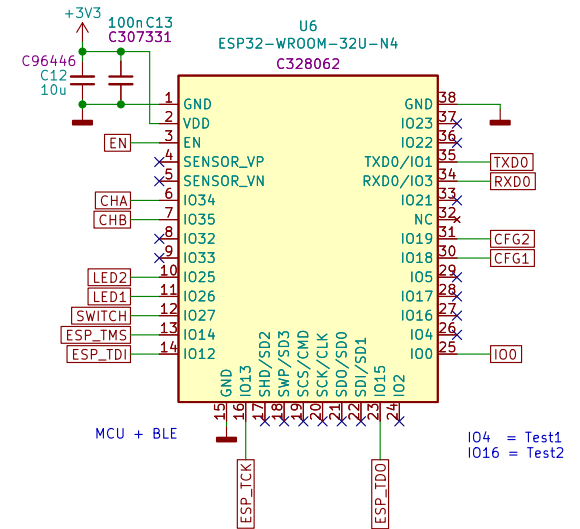 +3V3
100n C13
C307331
C96446
C12
10u
U6
ESP32-WROOM-32U-N4
C328062
1 GND
2 VDD
EN 3 EN
4 SENSOR_VP
5 SENSOR_VN
CHA 6 IO34
CHB 7 IO35
8 IO32
9 IO33
LED2 10 IO25
LED1 11 IO26
SWITCH 12 IO27
ESP_TMS 13 IO14
ESP_TDI 14 IO12
GND 38
IO23 37
IO22 36
TXD0/IO1 35 TXD0
RXD0/IO3 34 RXD0
IO21 33
NC 32
IO19 31 CFG2
IO18 30 CFG1
IO5 29
IO17 28
IO16 27
IO4 26
IO0 25 IO0
GND 15
IO13 16 ESP_TCK
SHD/SD2 17
SWP/SD3 18
SCS/CMD 19
SCK/CLK 20
SDO/SD0 21
SDI/SD1 22
IO15 23 ESP_TDO
IO2 24
MCU + BLE
IO4 = Test1
IO16 = Test2